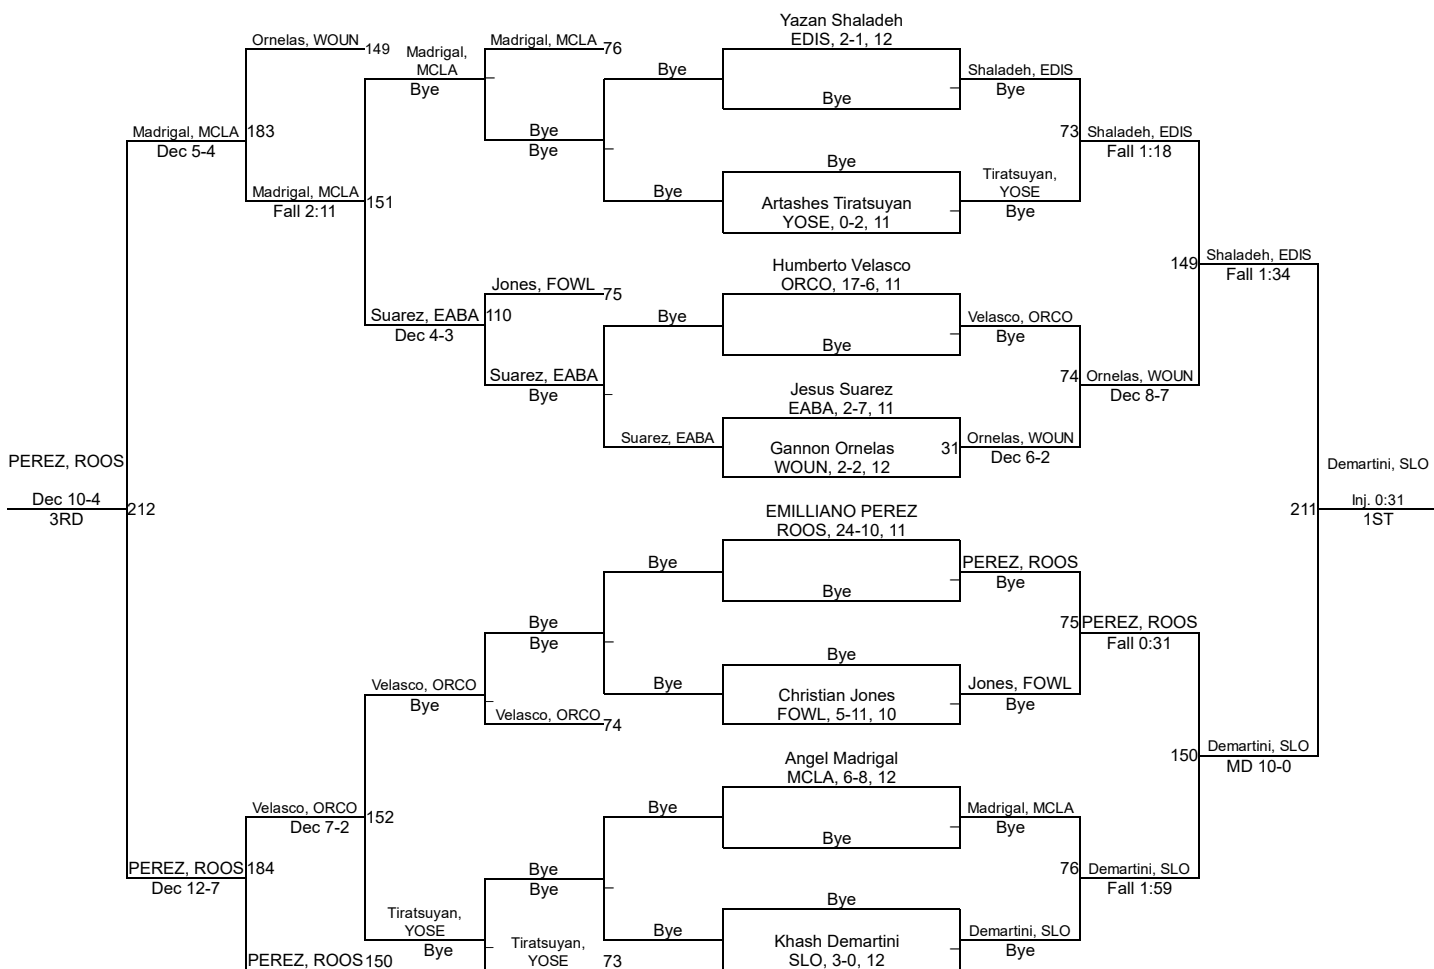 Yazan Shaladeh
EDIS, 2-1, 12
Ornelas, WOUN
149
Madrigal,
MCLA
Bye
Madrigal, MCLA
76
Bye
Bye
Shaladeh, EDIS
Bye
Madrigal, MCLA
183
Dec 5-4
Bye
Bye
73
Shaladeh, EDIS
Fall 1:18
Bye
Madrigal, MCLA
151
Fall 2:11
Bye
Artashes Tiratsuyan
YOSE, 0-2, 11
Tiratsuyan,
YOSE
Bye
149
Shaladeh, EDIS
Fall 1:34
Humberto Velasco
ORCO, 17-6, 11
Jones, FOWL
75
Suarez, EABA
110
Dec 4-3
Bye
Bye
Velasco, ORCO
Bye
Suarez, EABA
Bye
74
Ornelas, WOUN
Dec 8-7
Jesus Suarez
EABA, 2-7, 11
Suarez, EABA
Gannon Ornelas
WOUN, 2-2, 12
31
Ornelas, WOUN
Dec 6-2
PEREZ, ROOS
Dec 10-4
3RD
212
Demartini, SLO
211
Inj. 0:31
1ST
EMILLIANO PEREZ
ROOS, 24-10, 11
Bye
Bye
PEREZ, ROOS
Bye
Bye
Bye
75
PEREZ, ROOS
Fall 0:31
Bye
Velasco, ORCO
Bye
Bye
Christian Jones
FOWL, 5-11, 10
Jones, FOWL
Bye
Velasco, ORCO
74
150
Demartini, SLO
MD 10-0
Angel Madrigal
MCLA, 6-8, 12
Velasco, ORCO
152
Dec 7-2
Bye
Bye
Madrigal, MCLA
Bye
PEREZ, ROOS
184
Dec 12-7
Bye
Bye
76
Demartini, SLO
Fall 1:59
Bye
Tiratsuyan,
YOSE
Bye
Bye
Khash Demartini
SLO, 3-0, 12
Demartini, SLO
Bye
PEREZ, ROOS
150
Tiratsuyan,
YOSE
73